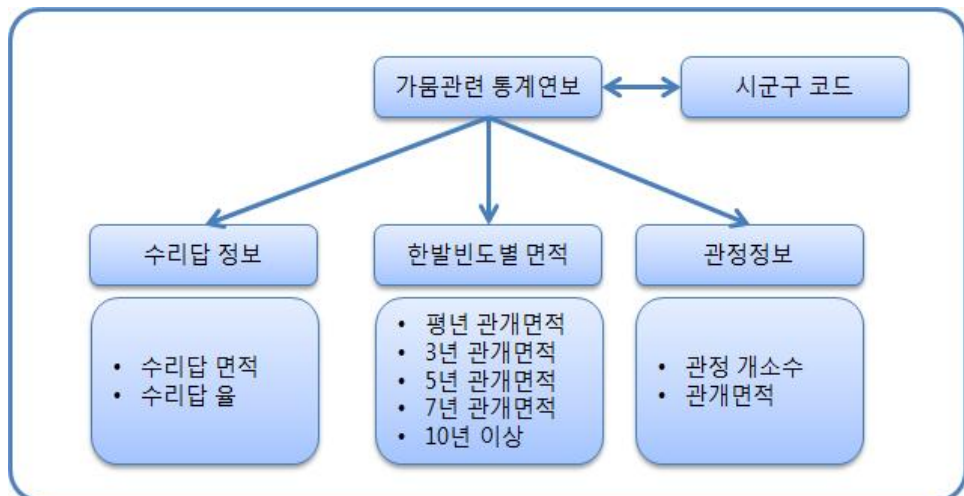 가뭄관련 통계연보
시군구 코드
수리답 정보
• 수리답 면적
• 수리답 율
한발빈도별 면적
• 평년 관개면적
• 3년 관개면적
• 5년 관개면적
• 7년 관개면적
• 10년 이상
관정정보
• 관정 개소수
• 관개면적